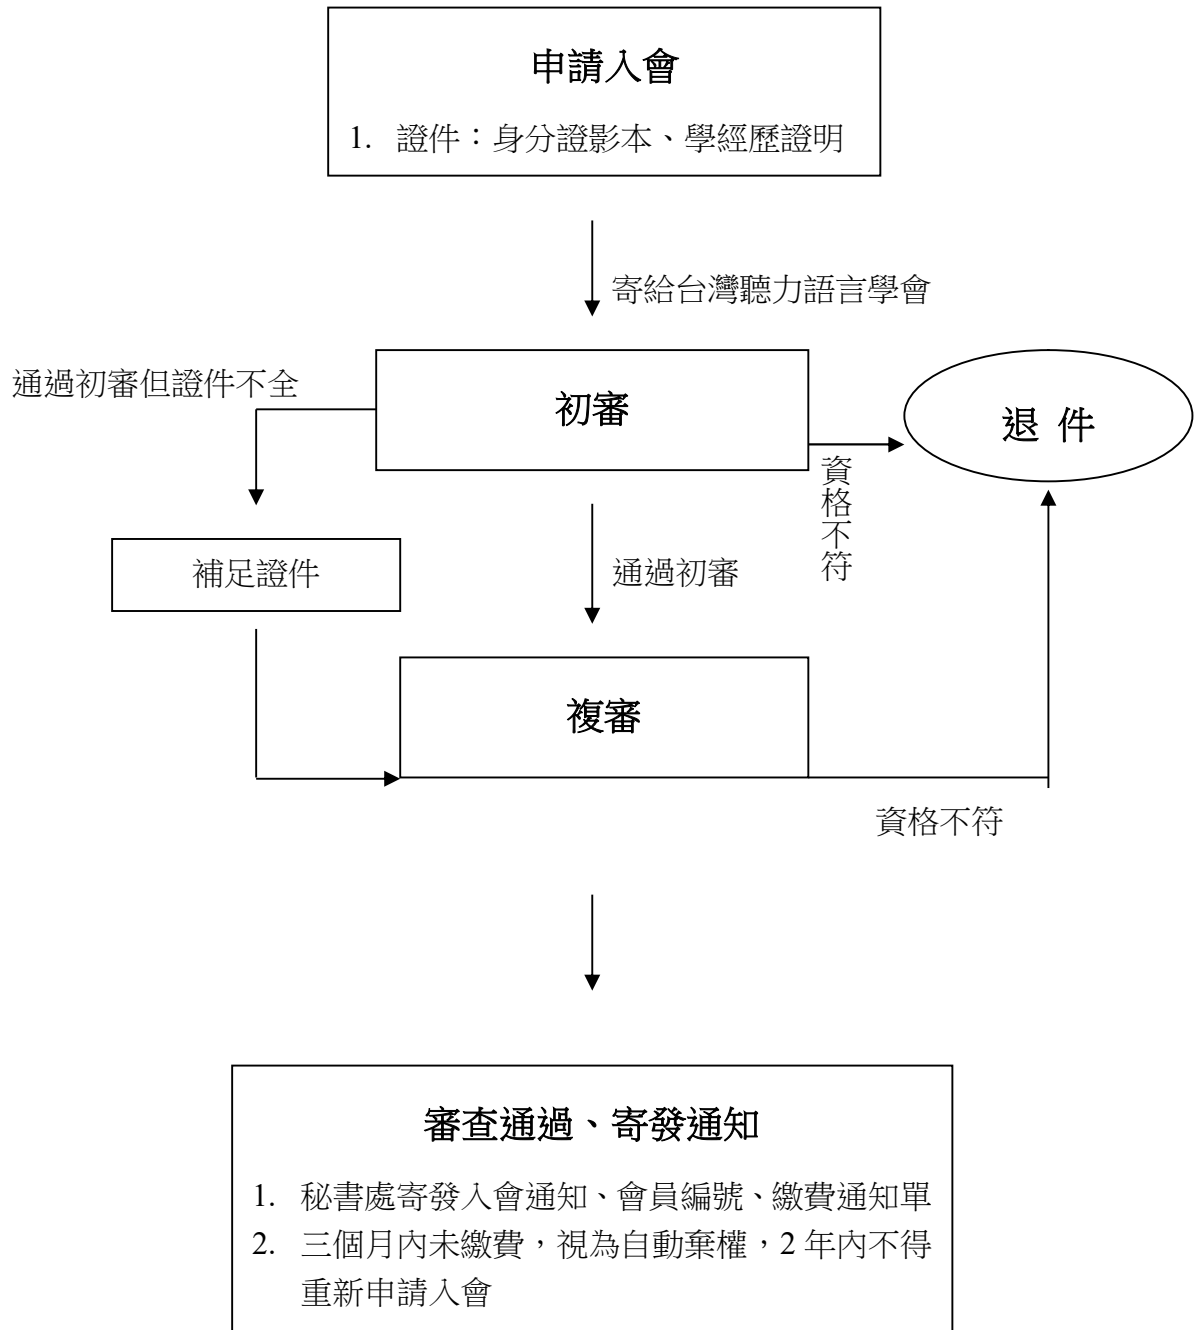 申請入會
1. 證件：身分證影本、學經歷證明
寄給台灣聽力語言學會
通過初審但證件不全
初審
退 件
資格不符
補足證件
通過初審
複審
資格不符
審查通過、寄發通知
1. 秘書處寄發入會通知、會員編號、繳費通知單
2. 三個月內未繳費，視為自動棄權，2 年內不得
重新申請入會